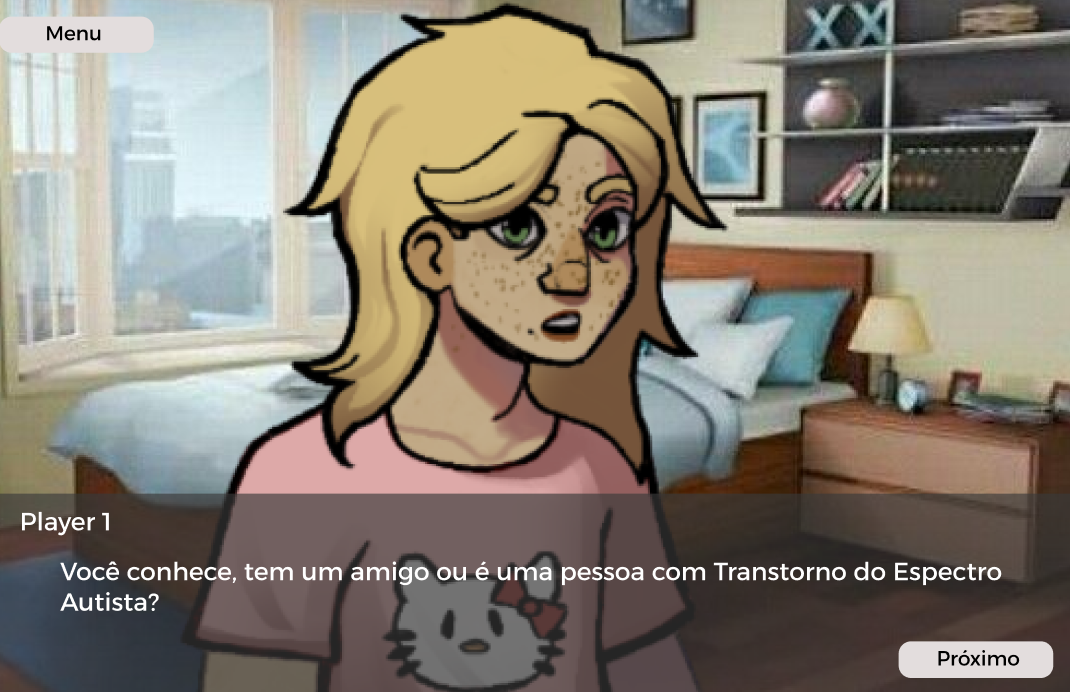 Menu
Player 1
Você conhece, tem um amigo ou é uma pessoa com Transtorno do Espectro
Autista?
Próximo